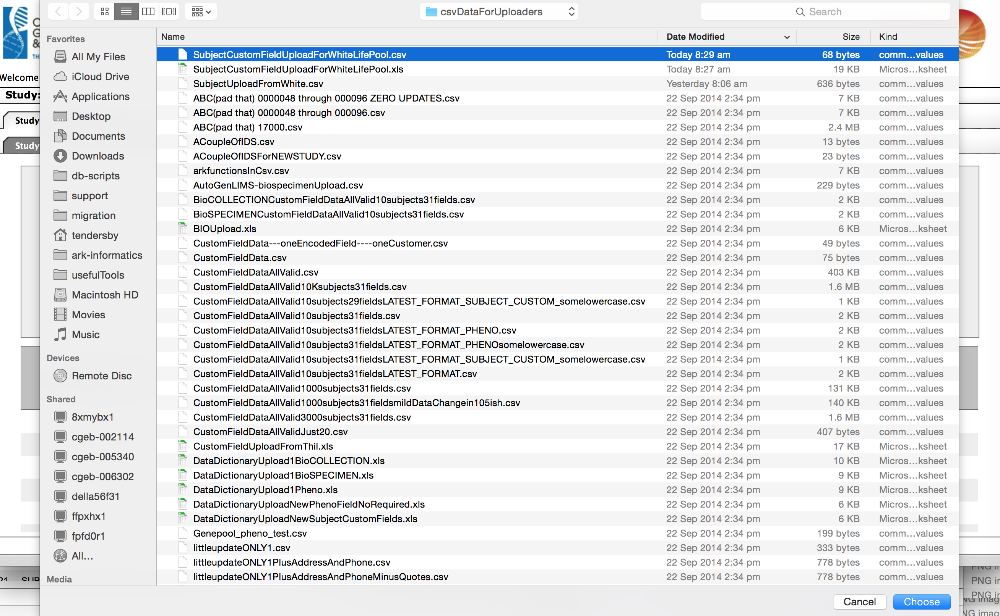 csvDataForUploaders
Search
Favorites
All My Files
iCloud Drive
Applications
Desktop
Documents
Downloads
db-scripts
support
migration
tendersby
ark-informatics
usefulTools
Macintosh HD
Movies
Music
Devices
Remote Disc
Shared
8xmybx1
cgeb-002114
cgeb-005340
cgeb-006302
della56f31
ffpxhx1
fpfd0r1
All...
Media
Name Date Modified Size Kind
SubjectCustomFieldUploadForWhiteLifePool.csv Today 8:29 am 68 bytes comm...values
SubjectCustomFieldUploadForWhiteLifePool.xls Today 8:27 am 19 KB Micros...ksheet
SubjectUploadFromWhite.csv Yesterday 8:06 am 636 bytes comm...values
ABC(pad that) 0000048 through 000096 ZERO UPDATES.csv 22 Sep 2014 2:34 pm 7 KB comm...values
ABC(pad that) 0000048 through 000096.csv 22 Sep 2014 2:34 pm 7 KB comm...values
ABC(pad that) 17000.csv 22 Sep 2014 2:34 pm 2.4 MB comm...values
ACoupleOfIDS.csv 22 Sep 2014 2:34 pm 13 bytes comm...values
ACoupleOfIDSForNEWSTUDY.csv 22 Sep 2014 2:34 pm 23 bytes comm...values
arkfunctionsInCsv.csv 22 Sep 2014 2:34 pm 7 KB comm...values
AutoGenLIMS-biospecimenUpload.csv 22 Sep 2014 2:34 pm 229 bytes comm...values
BioCOLLECTIONCustomFieldDataAllValid10subjects31fields.csv 22 Sep 2014 2:34 pm 2 KB comm...values
BioSPECIMENCustomFieldDataAllValid10subjects31fields.csv 22 Sep 2014 2:34 pm 2 KB comm...values
BIOUpload.xls 22 Sep 2014 2:34 pm 6 KB Micros...ksheet
CustomFieldData---oneEncodedField----oneCustomer.csv 22 Sep 2014 2:34 pm 49 bytes comm...values
CustomFieldData.csv 22 Sep 2014 2:34 pm 75 bytes comm...values
CustomFieldDataAllValid.csv 22 Sep 2014 2:34 pm 403 KB comm...values
CustomFieldDataAllValid10Ksubjects31fields.csv 22 Sep 2014 2:34 pm 1.6 MB comm...values
CustomFieldDataAllValid10subjects29fieldsLATEST_FORMAT_SUBJECT_CUSTOM_somelowercase.csv 22 Sep 2014 2:34 pm 1 KB comm...values
CustomFieldDataAllValid10subjects31fields.csv 22 Sep 2014 2:34 pm 2 KB comm...values
CustomFieldDataAllValid10subjects31fieldsLATEST_FORMAT_PHENO.csv 22 Sep 2014 2:34 pm 2 KB comm...values
CustomFieldDataAllValid10subjects31fieldsLATEST_FORMAT_PHENOsomelowercase.csv 22 Sep 2014 2:34 pm 2 KB comm...values
CustomFieldDataAllValid10subjects31fieldsLATEST_FORMAT_SUBJECT_CUSTOM_somelowercase.csv 22 Sep 2014 2:34 pm 1 KB comm...values
CustomFieldDataAllValid10subjects31fieldsLATEST_FORMAT.csv 22 Sep 2014 2:34 pm 2 KB comm...values
CustomFieldDataAllValid1000subjects31fields.csv 22 Sep 2014 2:34 pm 131 KB comm...values
CustomFieldDataAllValid1000subjects31fieldsmildDataChangein105ish.csv 22 Sep 2014 2:34 pm 140 KB comm...values
CustomFieldDataAllValid3000subjects31fields.csv 22 Sep 2014 2:34 pm 1.6 MB comm...values
CustomFieldDataAllValidJust20.csv 22 Sep 2014 2:34 pm 407 bytes comm...values
CustomFieldUploadFromThil.xls 22 Sep 2014 2:34 pm 17 KB Micros...ksheet
DataDictionaryUpload1BioCOLLECTION.xls 22 Sep 2014 2:34 pm 10 KB Micros...ksheet
DataDictionaryUpload1BioSPECIMEN.xls 22 Sep 2014 2:34 pm 9 KB Micros...ksheet
DataDictionaryUpload1Pheno.xls 22 Sep 2014 2:34 pm 9 KB Micros...ksheet
DataDictionaryUploadNewPhenoFieldNoRequired.xls 22 Sep 2014 2:34 pm 6 KB Micros...ksheet
DataDictionaryUploadNewSubjectCustomFields.xls 22 Sep 2014 2:34 pm 6 KB Micros...ksheet
Genepool_pheno_test.csv 22 Sep 2014 2:34 pm 199 bytes comm...values
littleupdateONLY1.csv 22 Sep 2014 2:34 pm 333 bytes comm...values
littleupdateONLY1PlusAddressAndPhone.csv 22 Sep 2014 2:34 pm 778 bytes comm...values
littleupdateONLY1PlusAddressAndPhoneMinusQuotes.csv 22 Sep 2014 2:34 pm 778 bytes comm...values
Cancel Choose
Welcome
Study:
Study
Study